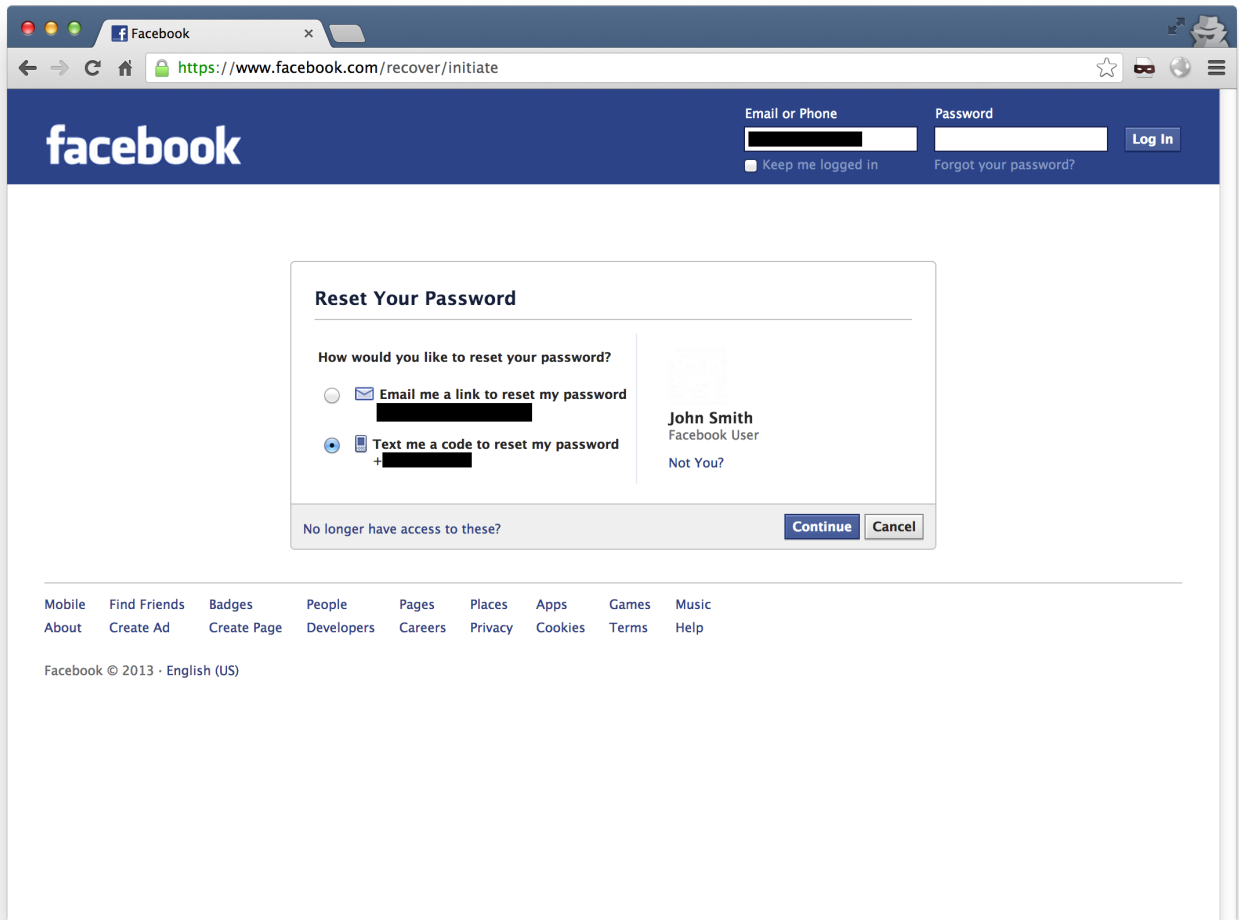 Facebook
https://www.facebook.com/recover/initiate
Email or Phone Password
facebook
Log In
Keep me logged in Forgot your password?
Reset Your Password
How would you like to reset your password?
Email me a link to reset my password
Text me a code to reset my password
+
John Smith
Facebook User
Not You?
No longer have access to these?
Continue Cancel
Mobile Find Friends Badges People Pages Places Apps Games Music
About Create Ad Create Page Developers Careers Privacy Cookies Terms Help
Facebook © 2013 · English (US)